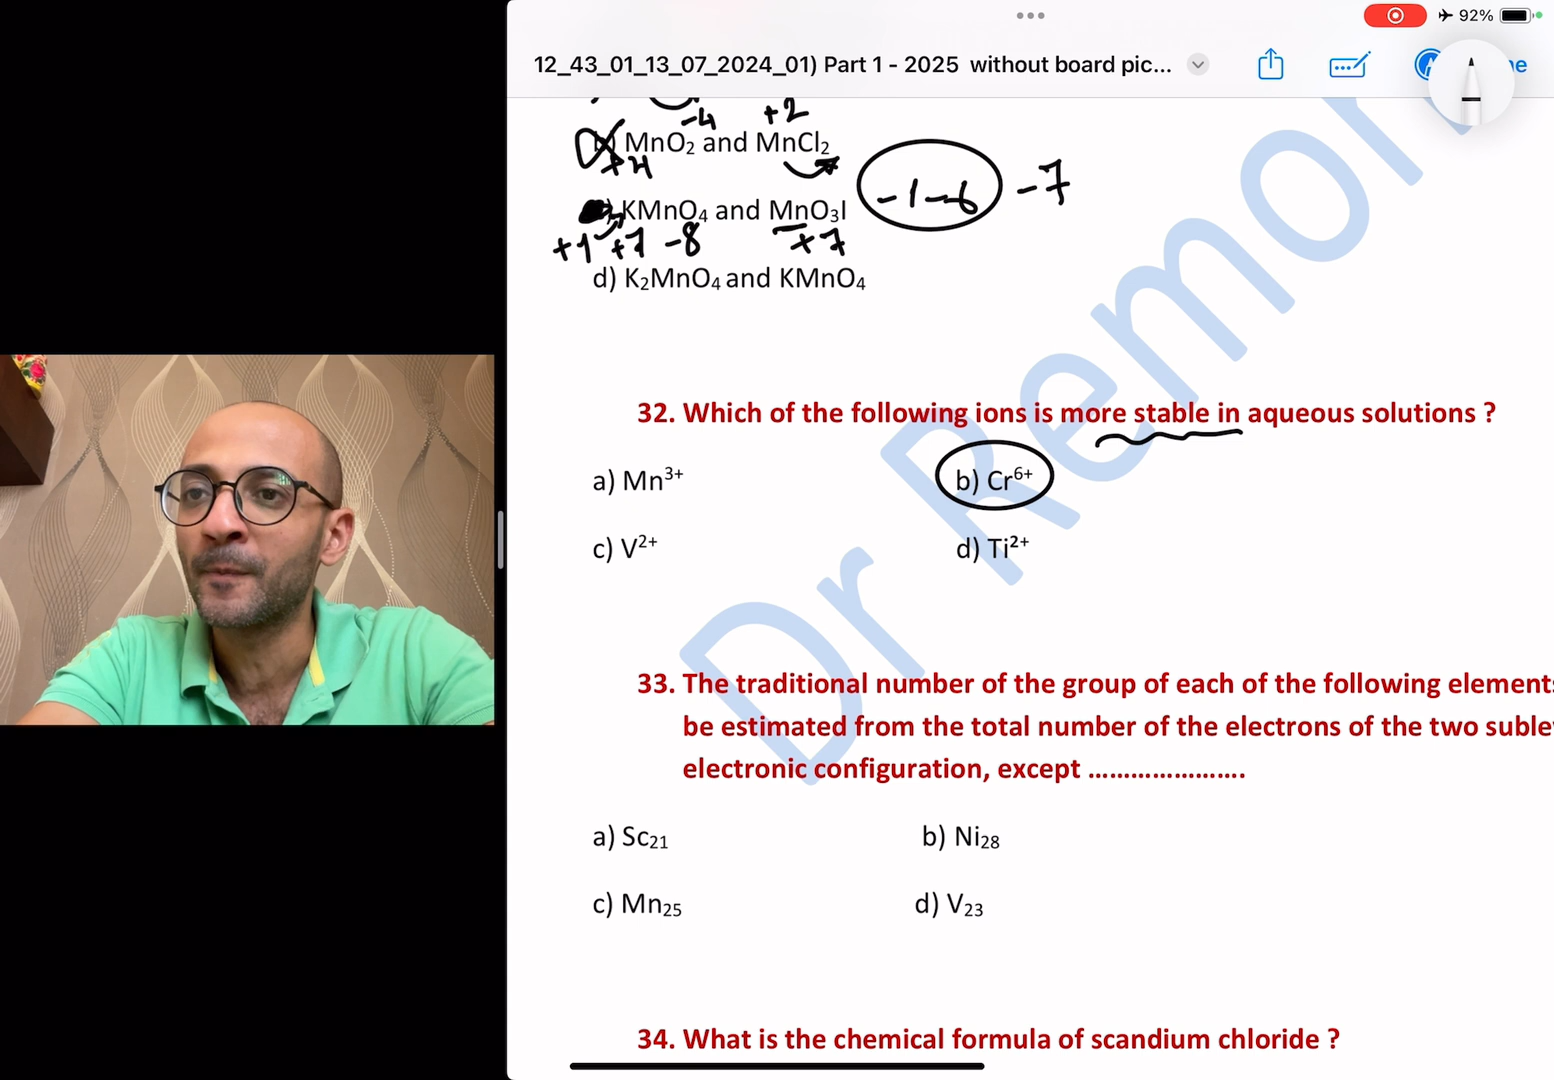 92%
12_43_01_13_07_2024_01) Part 1 - 2025 without board pic...
-4 +2
MnO₂ and MnCl₂
+4
-1-6 -7
KMnO₄ and MnO₃I
+1 +7 -8 +7
d) K₂MnO₄ and KMnO₄
32. Which of the following ions is more stable in aqueous solutions ?
a) Mn³⁺ b) Cr⁶⁺
c) V²⁺ d) Ti²⁺
33. The traditional number of the group of each of the following
be estimated from the total number of the electrons of the two
electronic configuration, except ........................
a) Sc₂₁ b) Ni₂₈
c) Mn₂₅ d) V₂₃
34. What is the chemical formula of scandium chloride ?
Dr Remon